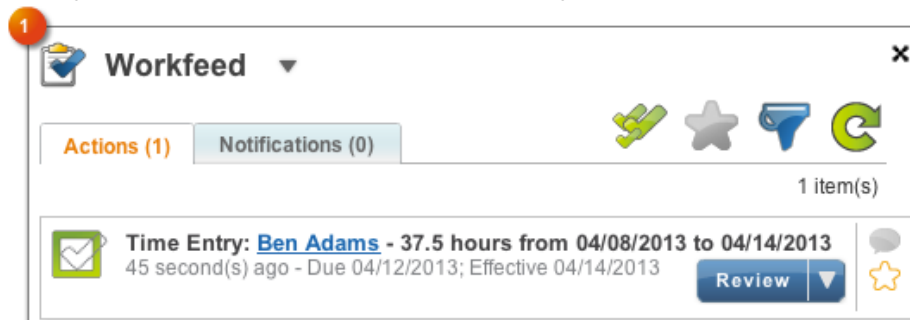 1
Workfeed
Actions (1)
Notifications (0)
1 item(s)
Time Entry: Ben Adams - 37.5 hours from 04/08/2013 to 04/14/2013
45 second(s) ago - Due 04/12/2013; Effective 04/14/2013
Review